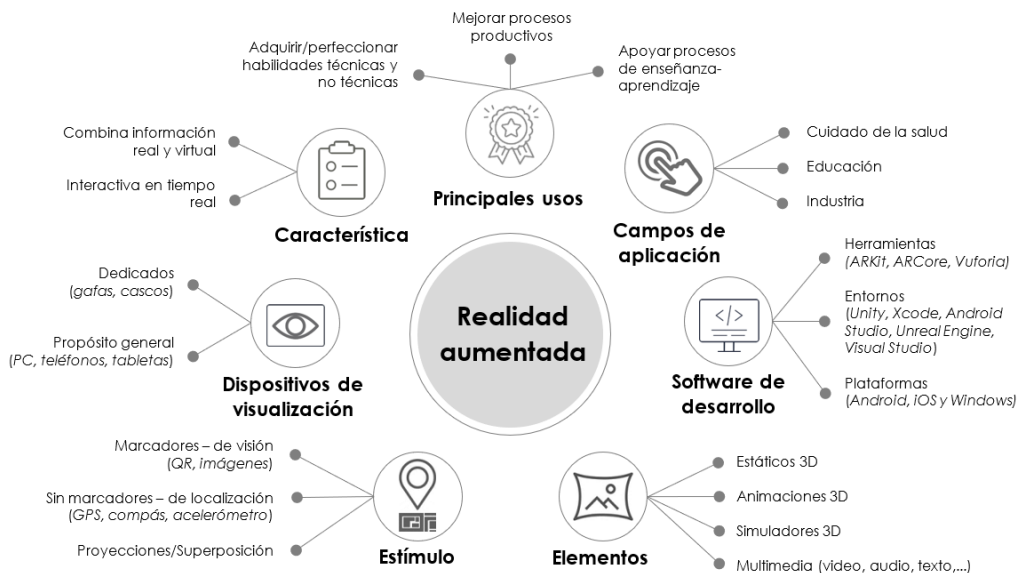 Mejorar procesos
productivos
Adquirir/perfeccionar
habilidades técnicas y
no técnicas
Apoyar procesos
de enseñanza-
aprendizaje
Principales usos
Combina información
real y virtual
Interactiva en tiempo
real
Característica
Cuidado de la salud
Educación
Industria
Campos de
aplicación
Realidad
aumentada
Dedicados
(gafas, cascos)
Propósito general
(PC, teléfonos, tabletas)
Dispositivos de
visualización
Herramientas
(ARKit, ARCore, Vuforia)
Entornos
(Unity, Xcode, Android
Studio, Unreal Engine,
Visual Studio)
Plataformas
(Android, iOS y Windows)
Software de
desarrollo
Marcadores – de visión
(QR, imágenes)
Sin marcadores – de localización
(GPS, compás, acelerómetro)
Proyecciones/Superposición
Estímulo
Estáticos 3D
Animaciones 3D
Simuladores 3D
Multimedia (video, audio, texto,...)
Elementos